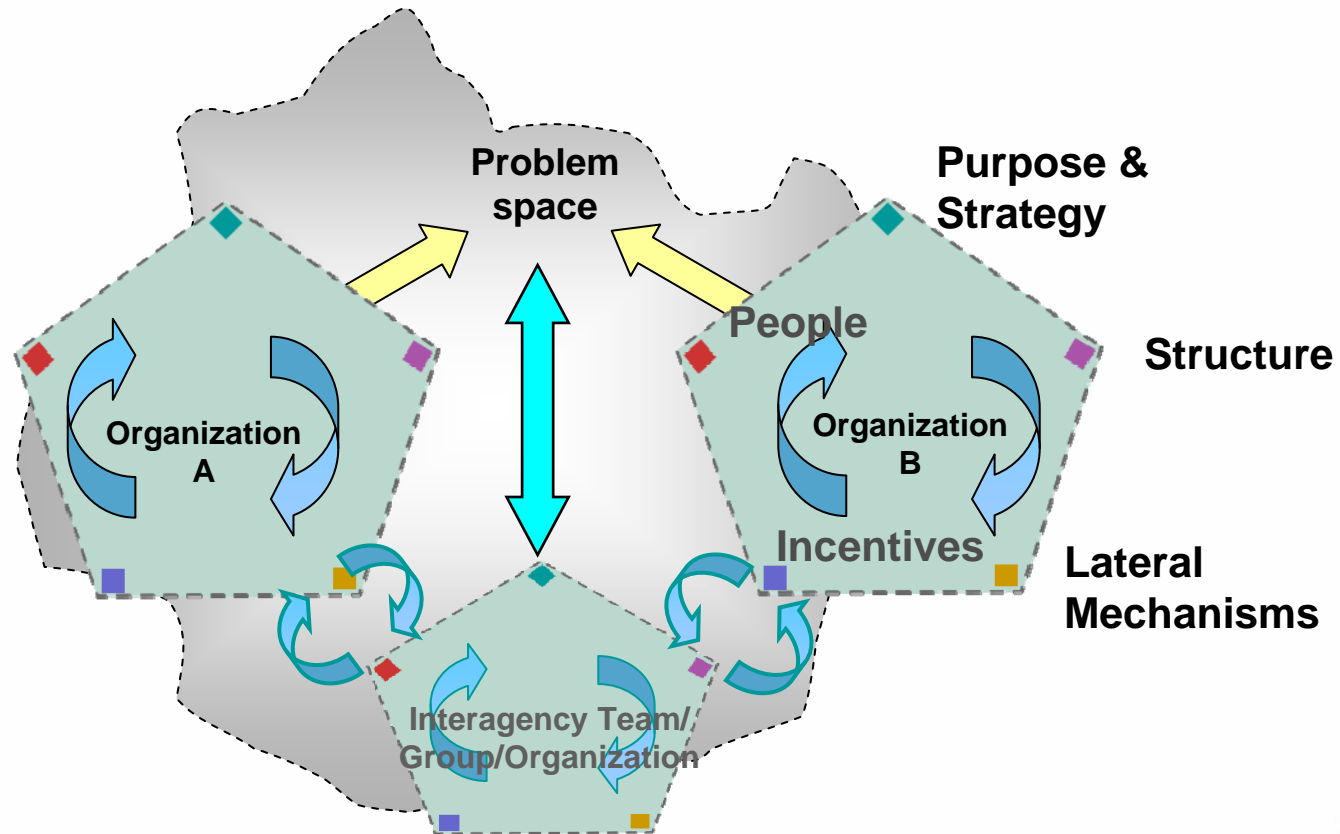 Problem
space
Purpose &
Strategy
People
Structure
Organization
A
Organization
B
Incentives
Lateral
Mechanisms
Interagency Team/
Group/Organization